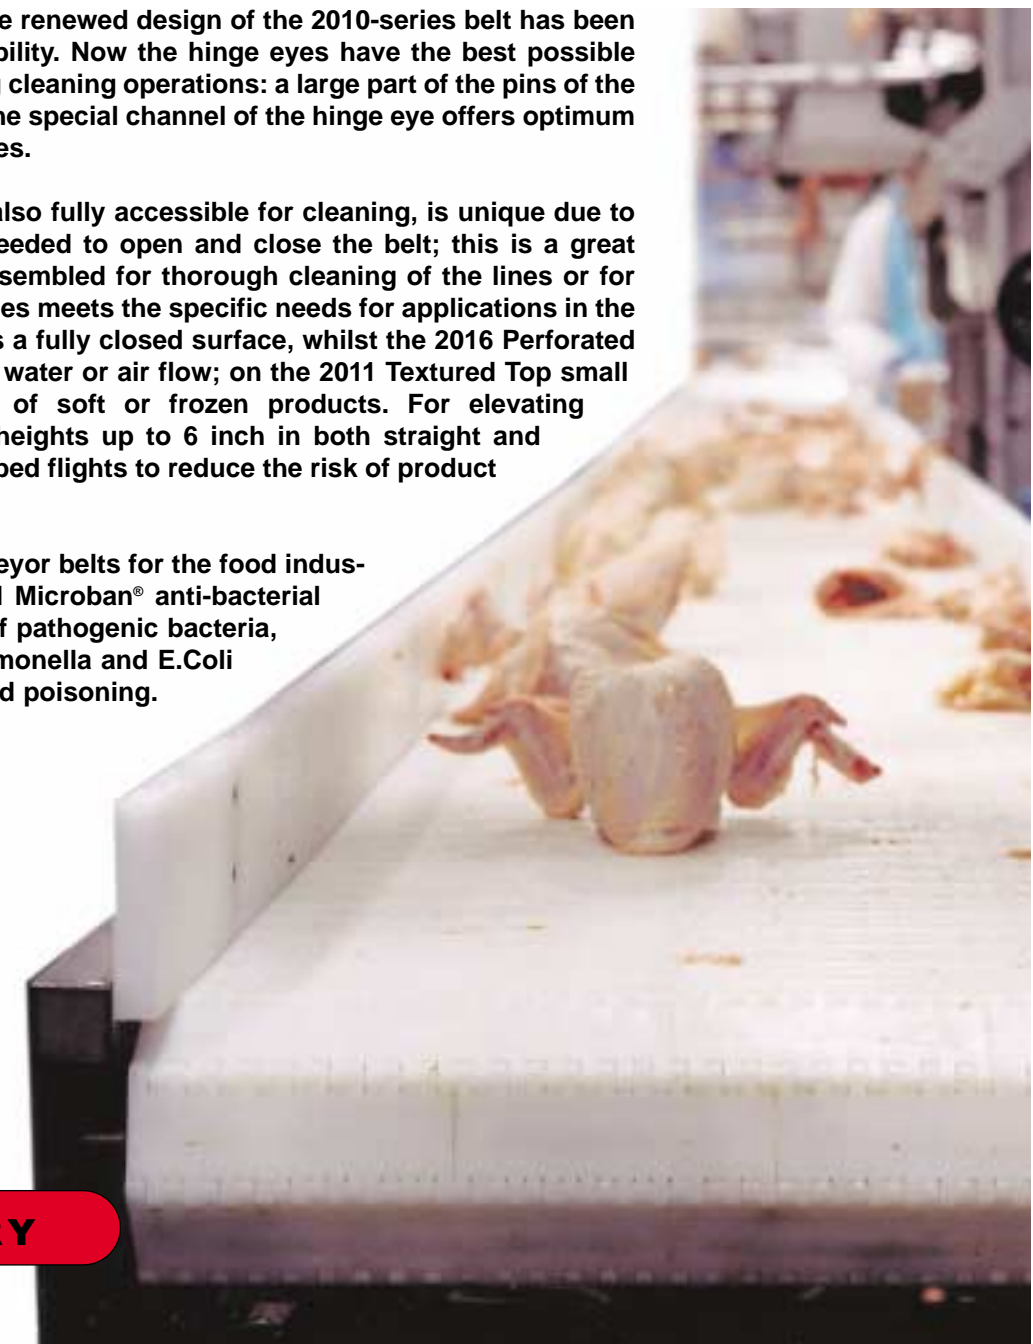 e renewed design of the 2010-series belt has been
bility. Now the hinge eyes have the best possible
cleaning operations: a large part of the pins of the
he special channel of the hinge eye offers optimum
es.
also fully accessible for cleaning, is unique due to
eeded to open and close the belt; this is a great
ssembled for thorough cleaning of the lines or for
es meets the specific needs for applications in the
s a fully closed surface, whilst the 2016 Perforated
water or air flow; on the 2011 Textured Top small
of soft or frozen products. For elevating
heights up to 6 inch in both straight and
ped flights to reduce the risk of product
eyor belts for the food indus-
l Microban® anti-bacterial
f pathogenic bacteria,
monella and E.Coli
d poisoning.
RY